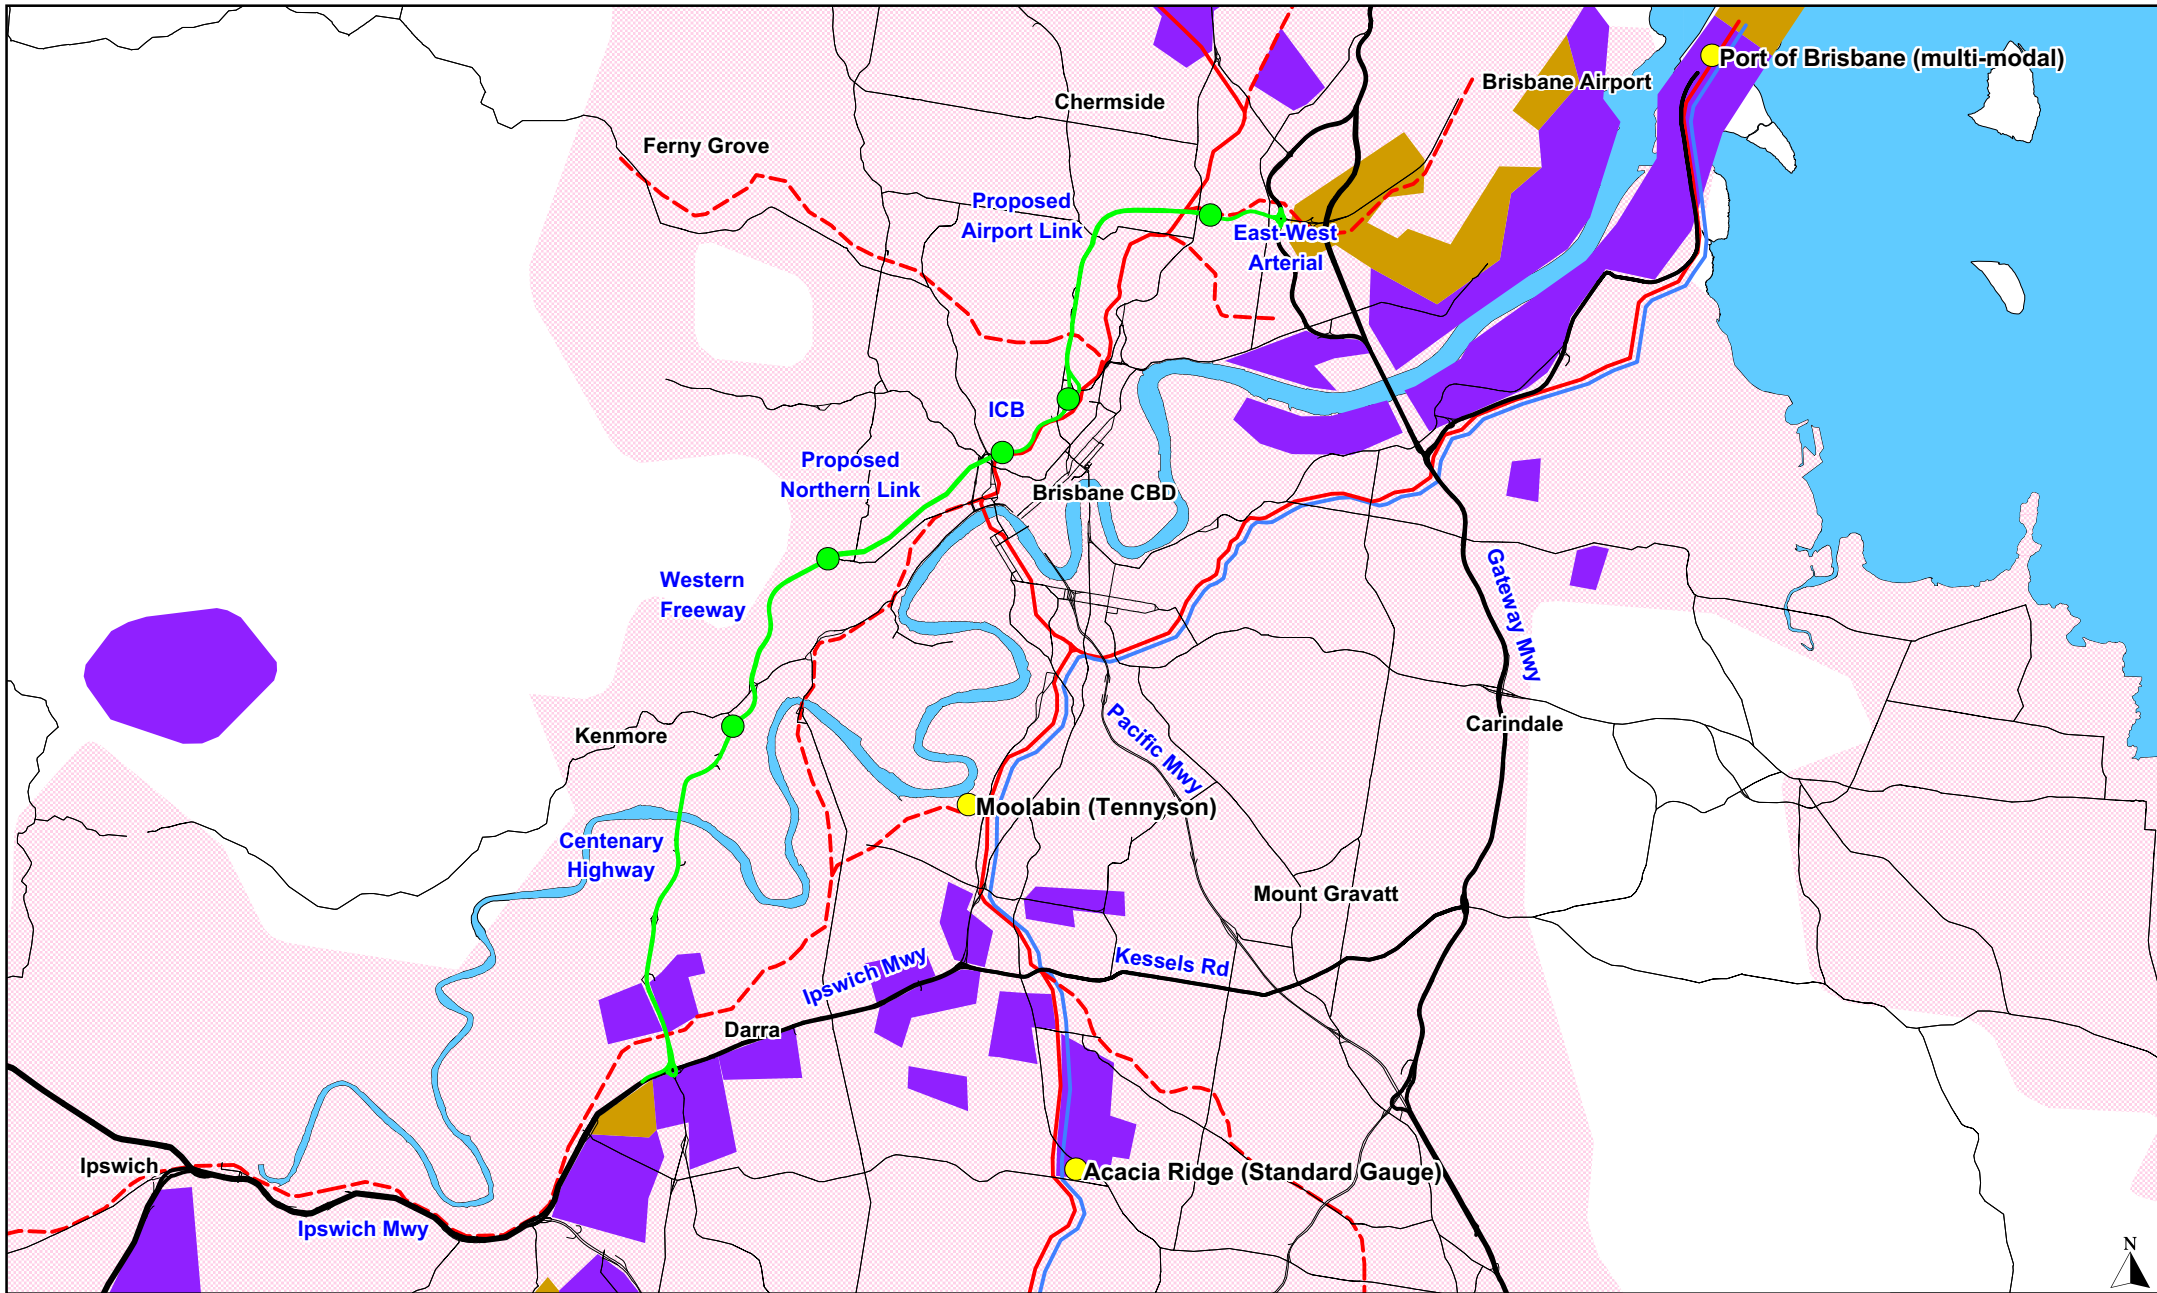 Port of Brisbane (multi-modal)
Brisbane Airport
Chermside
Ferny Grove
Proposed
Airport Link
East-West
Arterial
ICB
Proposed
Northern Link
Brisbane CBD
Western
Freeway
Gateway Mwy
Kenmore
Pacific Mwy
Carindale
Moolabin (Tennyson)
Centenary
Highway
Mount Gravatt
Ipswich Mwy
Kessels Rd
Darra
Ipswich
Acacia Ridge (Standard Gauge)
Ipswich Mwy
N